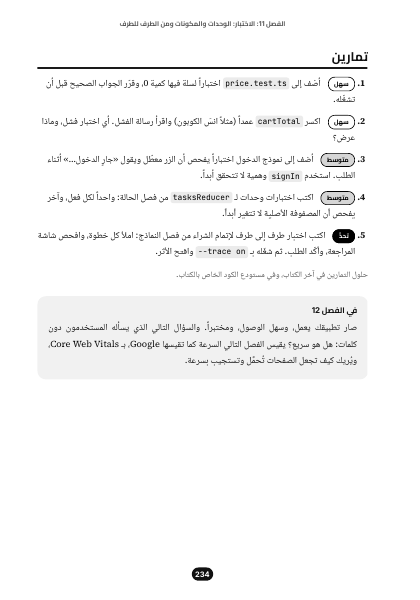 الفصل 11: الاختبار: الوحدات والمكونات ومن الطرف للطرف
تمارين
1. سهل أضف إلى price.test.ts اختباراً لسلة فيها كمية 0، وقرّر الجواب الصحيح قبل أن
تشغّله.
2. سهل اكسر cartTotal عمداً (مثلاً انسَ الكوبون) واقرأ رسالة الفشل. أي اختبار فشل، وماذا
عرض؟
3. متوسط أضف إلى نموذج الدخول اختباراً يفحص أن الزر معطّل ويقول «جارٍ الدخول...» أثناء
الطلب. استخدم signIn وهمية لا تتحقق أبداً.
4. متوسط اكتب اختبارات وحدات لـ tasksReducer من فصل الحالة: واحداً لكل فعل، وآخر
يفحص أن المصفوفة الأصلية لا تتغير أبداً.
5. تحدٍّ اكتب اختبار طرف إلى طرف لإتمام الشراء من فصل النماذج: املأ كل خطوة، وافحص شاشة
المراجعة، وأكّد الطلب. ثم شغّله بـ --trace on وافتح الأثر.
حلول التمارين في آخر الكتاب، وفي مستودع الكود الخاص بالكتاب.
في الفصل 12
صار تطبيقك يعمل، وسهل الوصول، ومختبراً. والسؤال التالي الذي يسأله المستخدمون دون
كلمات: هل هو سريع؟ يقيس الفصل التالي السرعة كما تقيسها Google، بـ Core Web Vitals،
ويُريك كيف تجعل الصفحات تُحمَّل وتستجيب بسرعة.
234